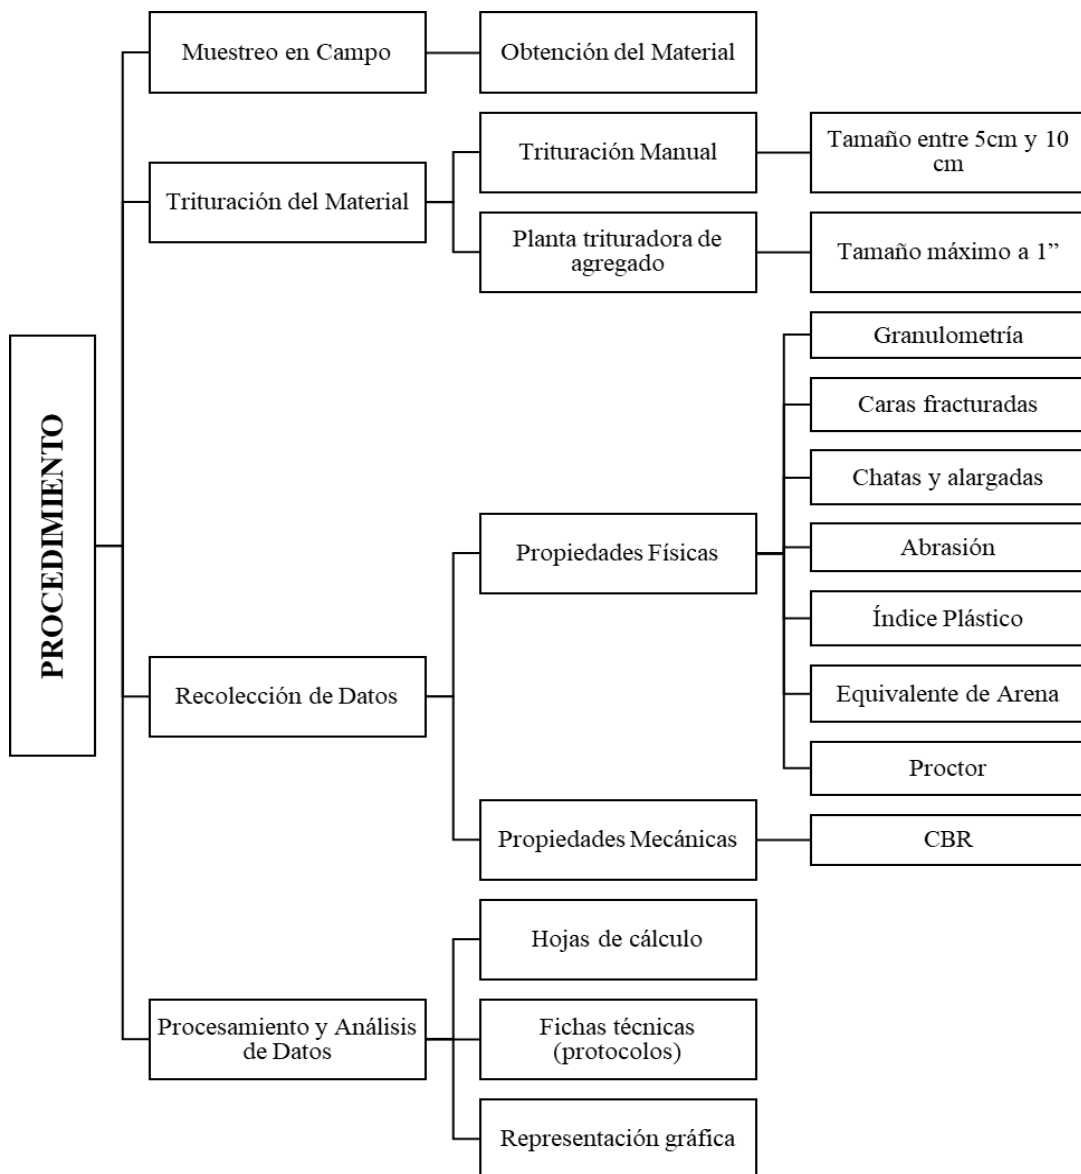 PROCEDIMIENTO
Muestreo en Campo
Obtención del Material
Trituración del Material
Trituración Manual
Tamaño entre 5cm y 10
cm
Planta trituradora de
agregado
Tamaño máximo a 1”
Recolección de Datos
Propiedades Físicas
Granulometría
Caras fracturadas
Chatas y alargadas
Abrasión
Índice Plástico
Equivalente de Arena
Proctor
Propiedades Mecánicas
CBR
Procesamiento y Análisis
de Datos
Hojas de cálculo
Fichas técnicas
(protocolos)
Representación gráfica